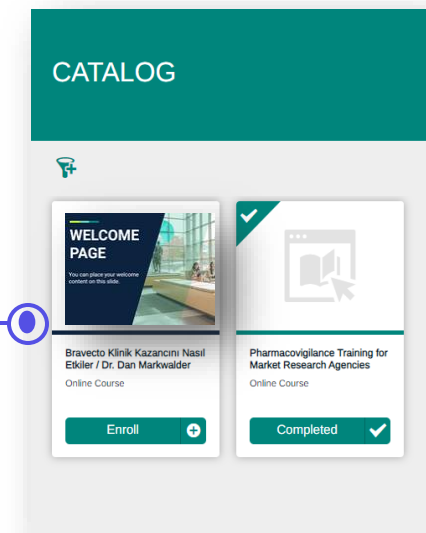 CATALOG
WELCOME
PAGE
You can place your welcome
content on this slide.
Bravecto Klinik Kazancını Nasıl
Etkiler / Dr. Dan Markwalder
Online Course
Enroll
Pharmacovigilance Training for
Market Research Agencies
Online Course
Completed